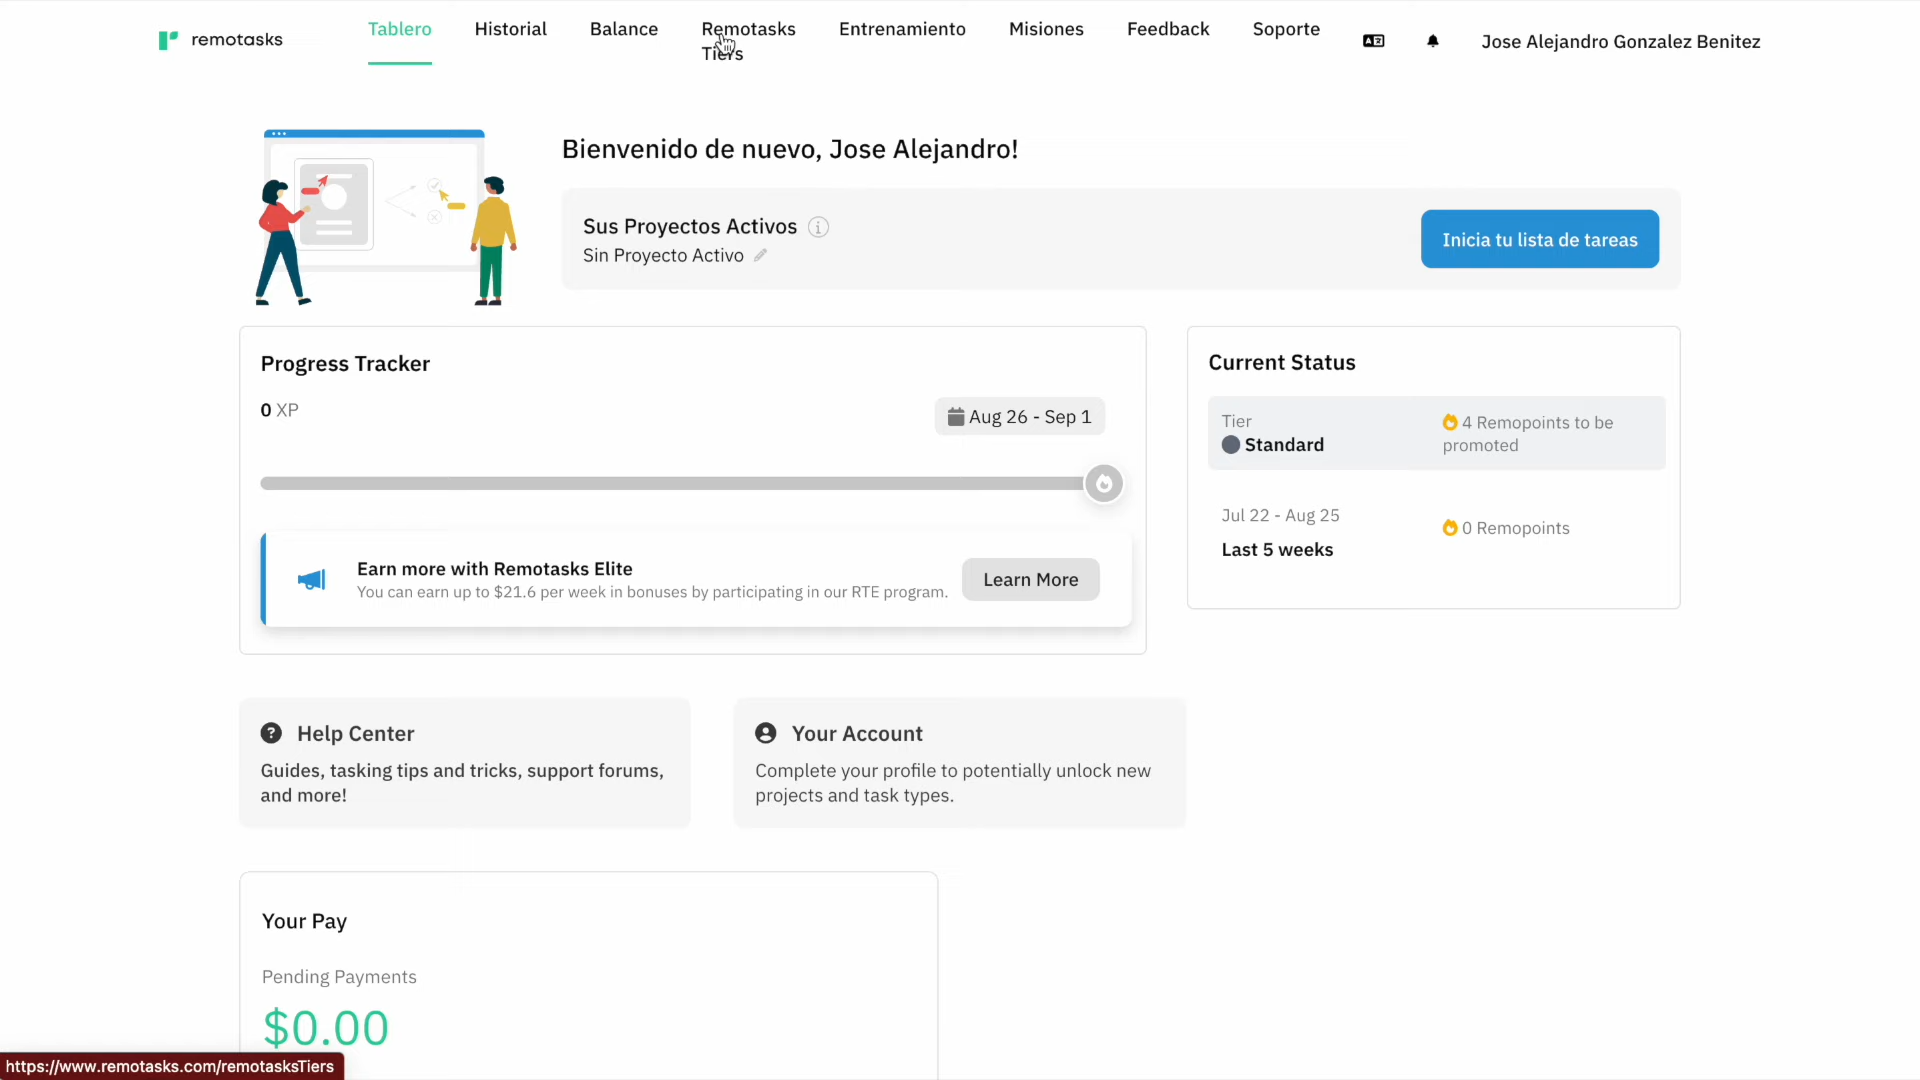 remotasks
Tablero
Historial
Balance
Remotasks
Tiers
Entrenamiento
Misiones
Feedback
Soporte
Jose Alejandro Gonzalez Benitez
Bienvenido de nuevo, Jose Alejandro!
Sus Proyectos Activos
Sin Proyecto Activo
Inicia tu lista de tareas
Progress Tracker
0 XP
Aug 26 - Sep 1
Earn more with Remotasks Elite
You can earn up to $21.6 per week in bonuses by participating in our RTE program.
Learn More
Current Status
Tier
Standard
4 Remopoints to be
promoted
Jul 22 - Aug 25
Last 5 weeks
0 Remopoints
Help Center
Guides, tasking tips and tricks, support forums,
and more!
Your Account
Complete your profile to potentially unlock new
projects and task types.
Your Pay
Pending Payments
$0.00
https://www.remotasks.com/remotasksTiers